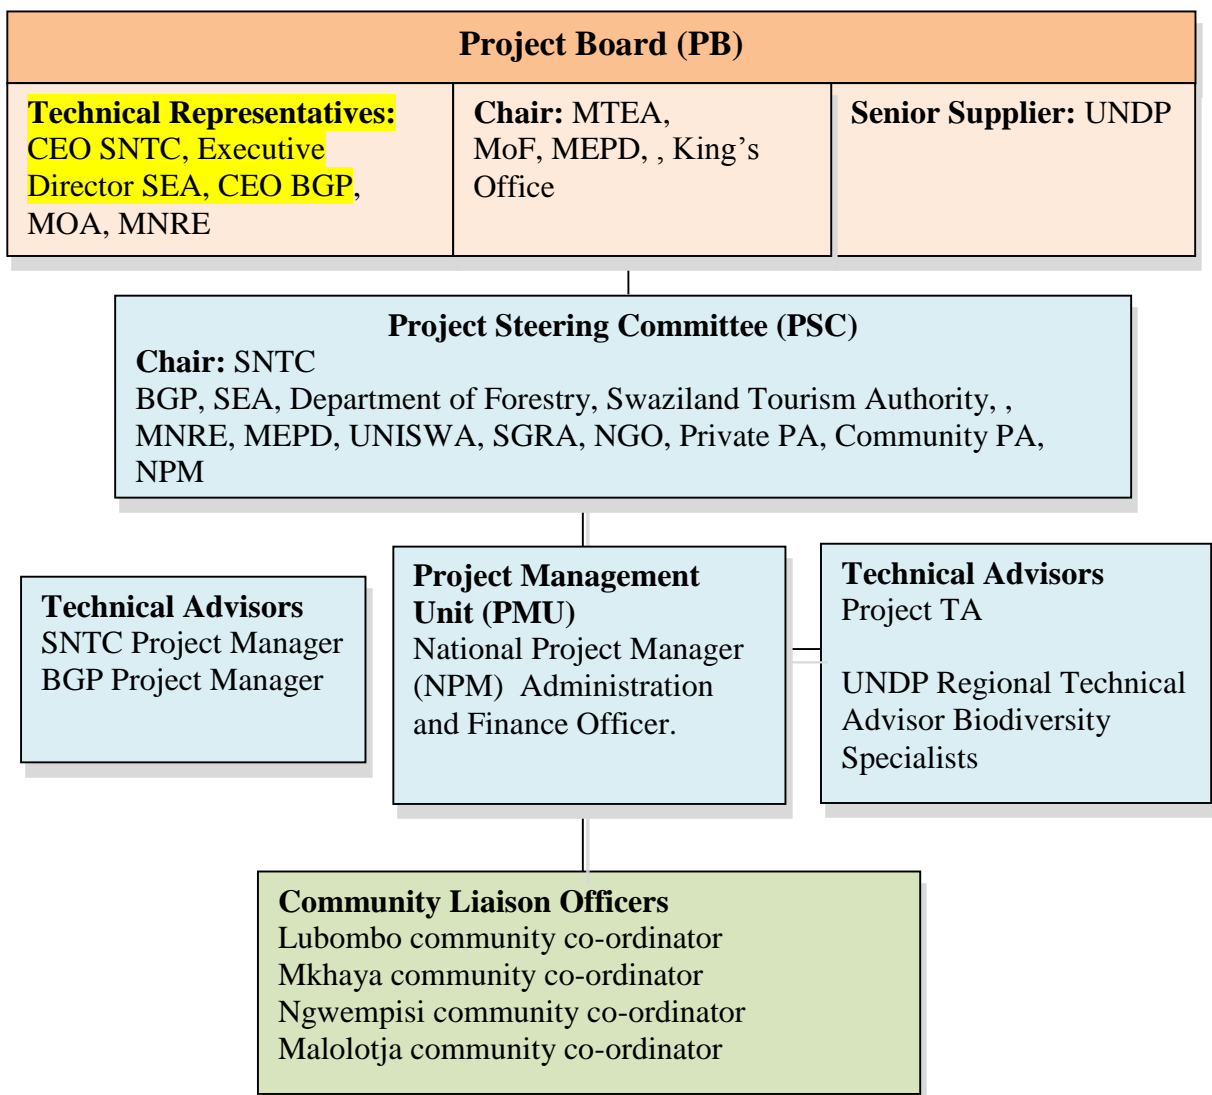 Project Board (PB)
Technical Representatives:
CEO SNTC, Executive
Director SEA, CEO BGP,
MOA, MNRE
Chair: MTEA,
MoF, MEPD, , King’s
Office
Senior Supplier: UNDP
Project Steering Committee (PSC)
Chair: SNTC
BGP, SEA, Department of Forestry, Swaziland Tourism Authority, ,
MNRE, MEPD, UNISWA, SGRA, NGO, Private PA, Community PA,
NPM
Technical Advisors
SNTC Project Manager
BGP Project Manager
Project Management
Unit (PMU)
National Project Manager
(NPM) Administration
and Finance Officer.
Technical Advisors
Project TA
UNDP Regional Technical
Advisor Biodiversity
Specialists
Community Liaison Officers
Lubombo community co-ordinator
Mkhaya community co-ordinator
Ngwempisi community co-ordinator
Malolotja community co-ordinator